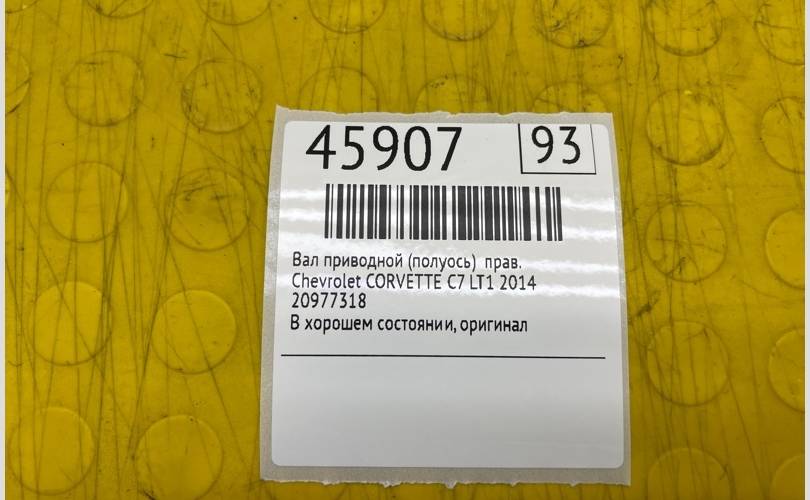 45907 93
Вал приводной (полуось) прав.
Chevrolet CORVETTE C7 LT1 2014
20977318
В хорошем состоянии, оригинал